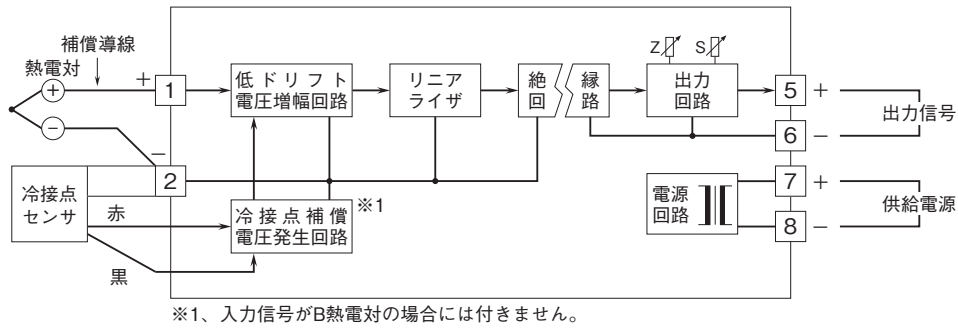 補償導線
熱電対
+
−
+
1
−
2
冷接点
センサ
赤
黒
低ドリフト
電圧増幅回路
リニア
ライザ
絶縁
回路
Z
S
出力
回路
冷接点補償
電圧発生回路
※1
電源
回路
5
+
6
−
出力信号
7
+
8
−
供給電源
※1、入力信号がB熱電対の場合には付きません。